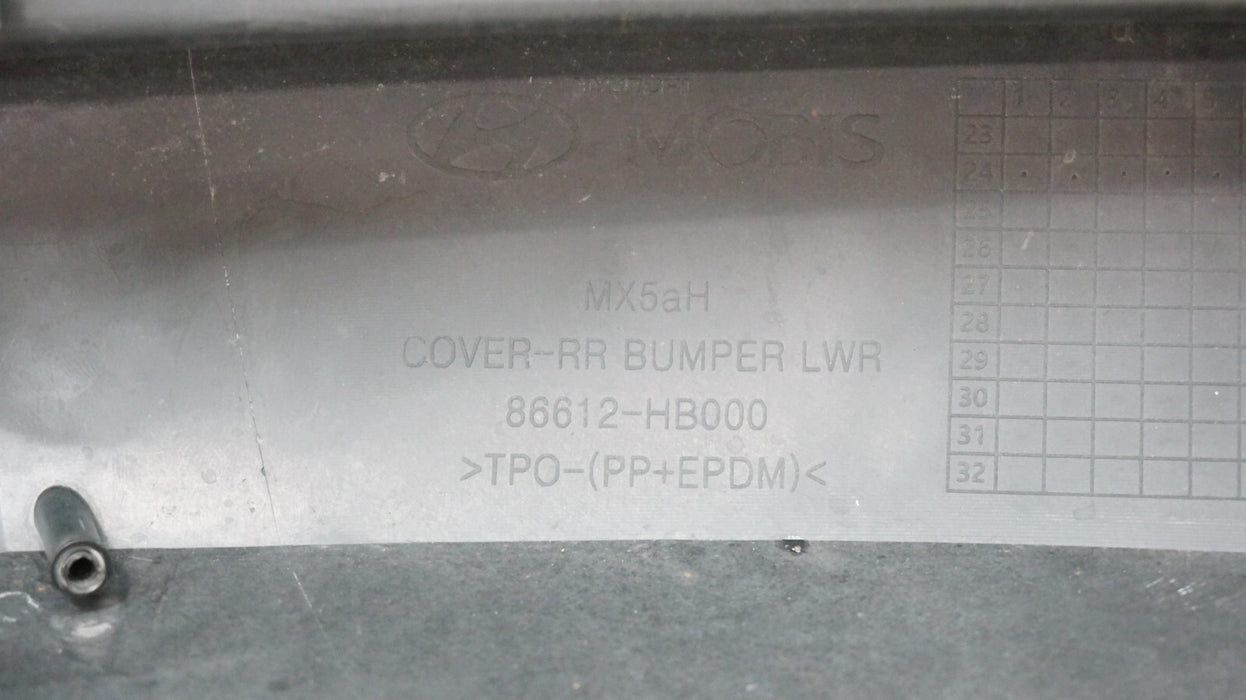 HYUNDAI
MOBIS
MX5aH
COVER-RR BUMPER LWR
86612-HB000
>TPO-(PP+EPDM)<
1 2 3 4 5
23
24
25
26
27
28
29
30
31
32